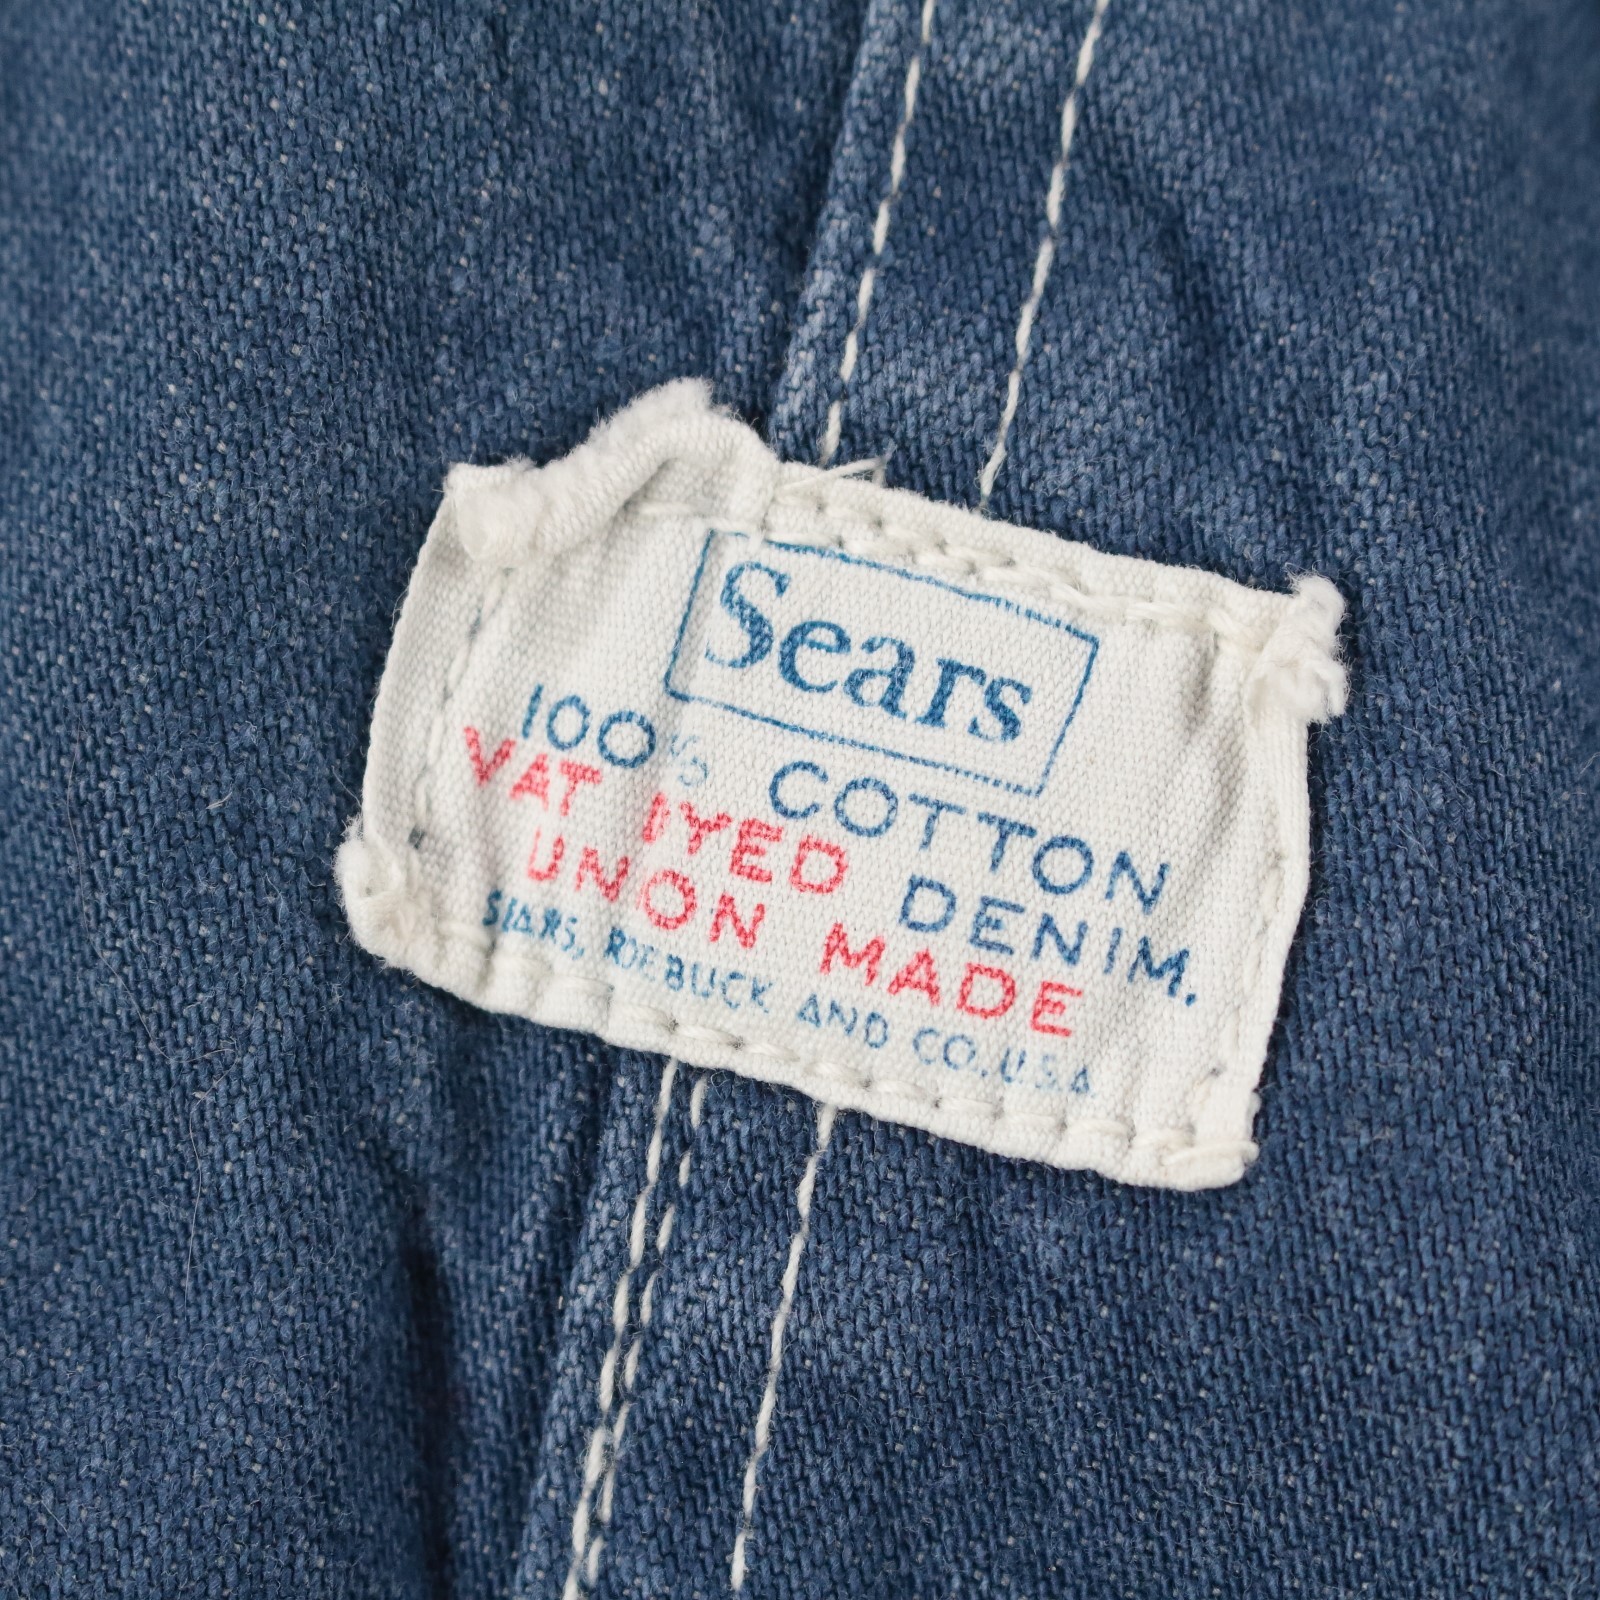 Sears
100% COTTON
VAT DYED DENIM.
UNION MADE
SEARS, ROEBUCK AND CO. U.S.A